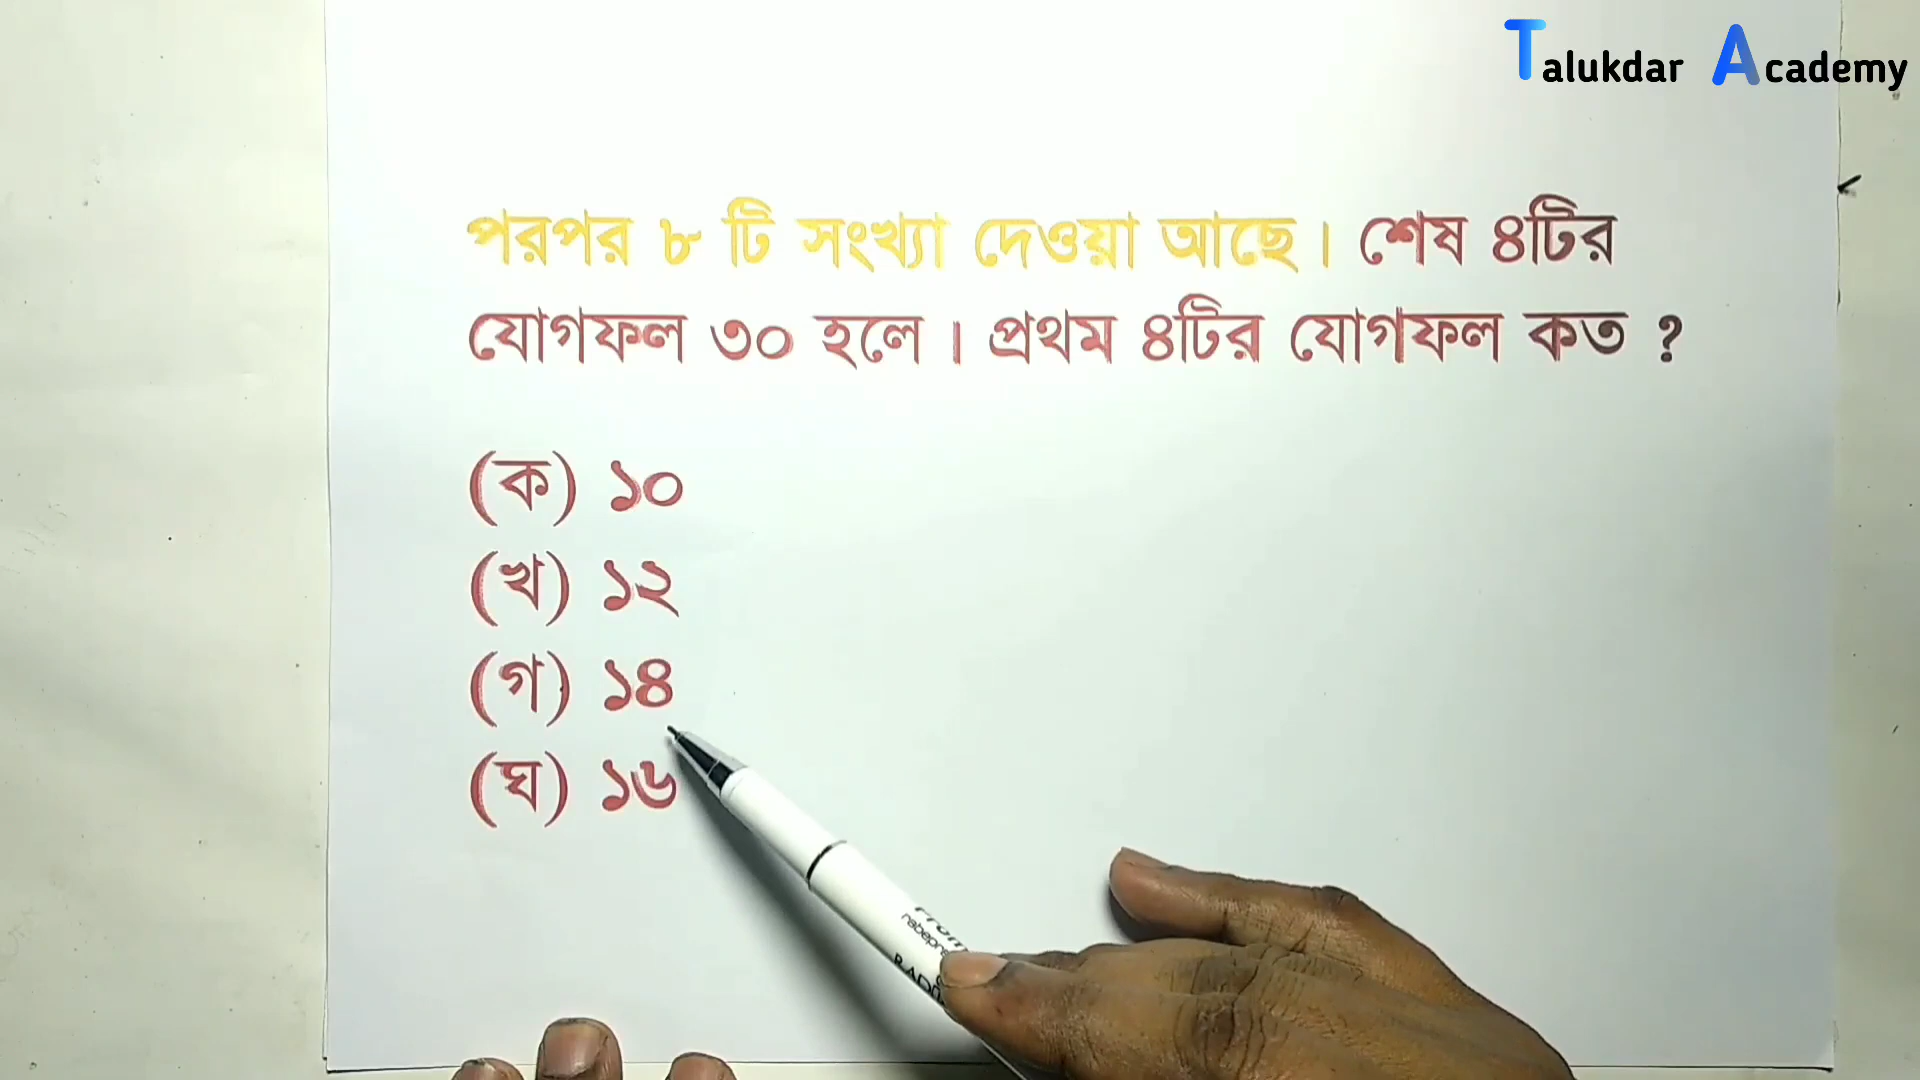 Talukdar Academy
পরপর ৮ টি সংখ্যা দেওয়া আছে। শেষ ৪টির
যোগফল ৩০ হলে । প্রথম ৪টির যোগফল কত ?
(ক) ১০
(খ) ১২
(গ) ১৪
(ঘ) ১৬